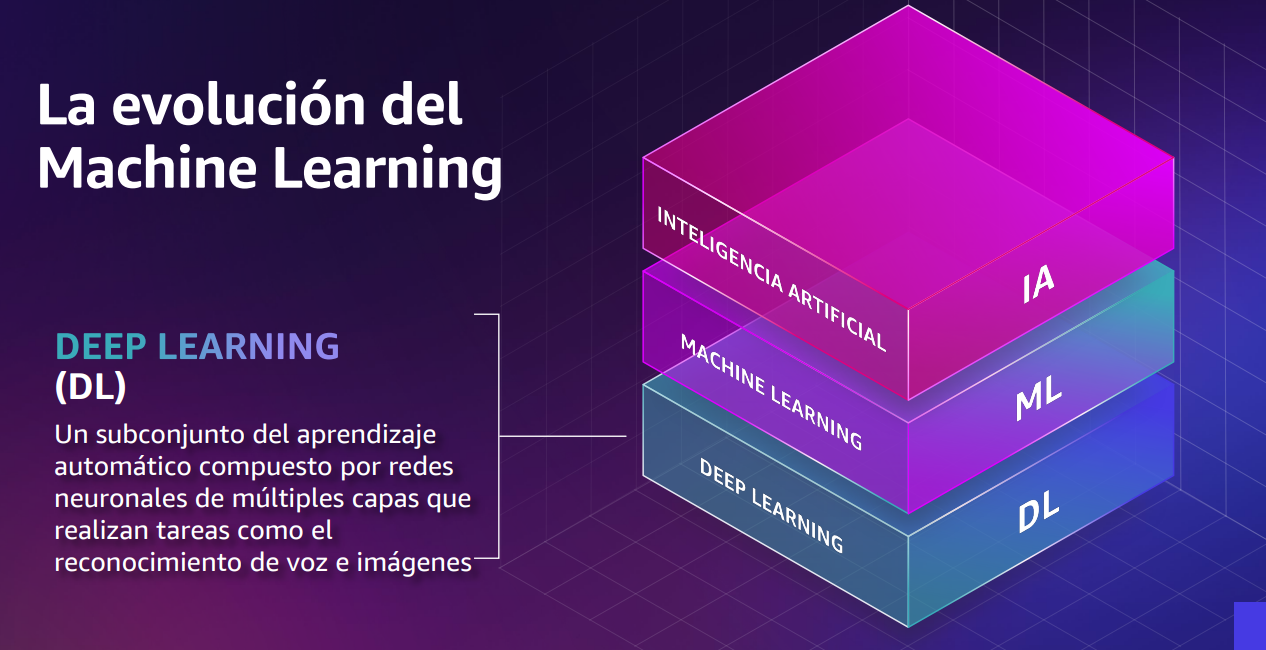 La evolución del
Machine Learning
DEEP LEARNING
(DL)
Un subconjunto del aprendizaje
automático compuesto por redes
neuronales de múltiples capas que
realizan tareas como el
reconocimiento de voz e imágenes
INTELIGENCIA ARTIFICIAL
IA
MACHINE LEARNING
ML
DEEP LEARNING
DL